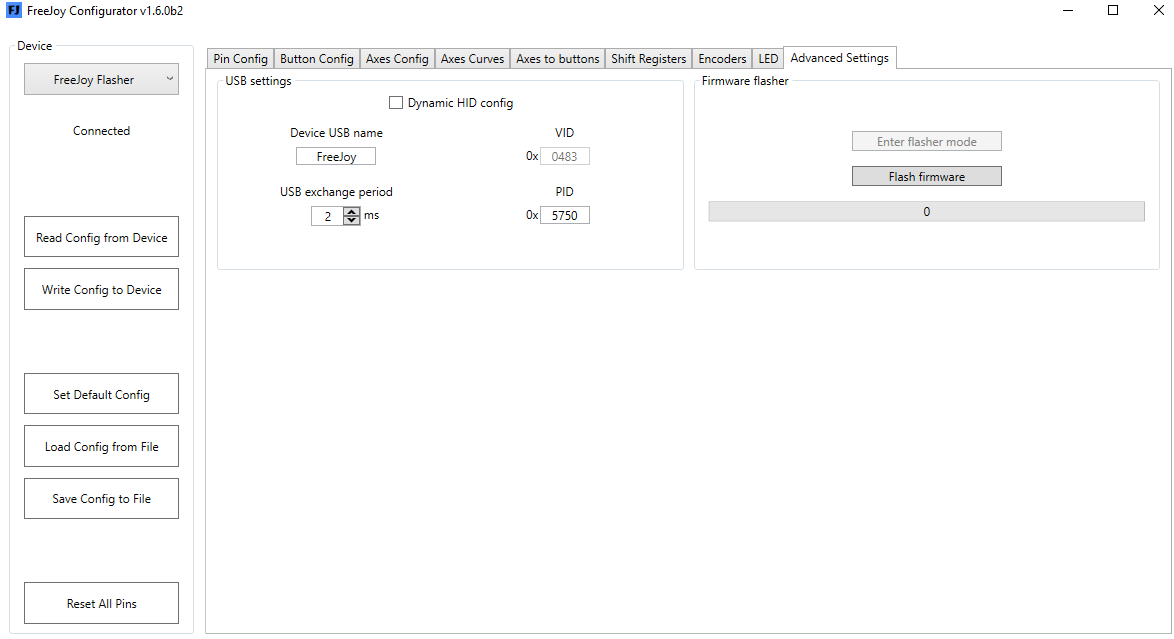 FJ FreeJoy Configurator v1.6.0b2
Device
FreeJoy Flasher
Connected
Read Config from Device
Write Config to Device
Set Default Config
Load Config from File
Save Config to File
Reset All Pins
Pin Config Button Config Axes Config Axes Curves Axes to buttons Shift Registers Encoders LED Advanced Settings
USB settings
Dynamic HID config
Device USB name VID
FreeJoy 0x 0483
USB exchange period PID
2 ms 0x 5750
Firmware flasher
Enter flasher mode
Flash firmware
0